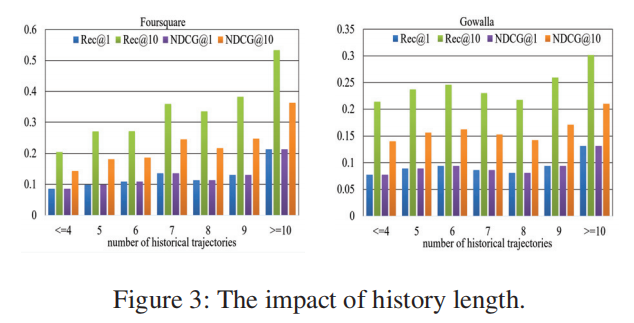 Foursquare
Rec@1 Rec@10 NDCG@1 NDCG@10
0.6
0.5
0.4
0.3
0.2
0.1
0
<=4 5 6 7 8 9 >=10
number of historical trajectories
Gowalla
Rec@1 Rec@10 NDCG@1 NDCG@10
0.35
0.3
0.25
0.2
0.15
0.1
0.05
0
<=4 5 6 7 8 9 >=10
number of historical trajectories
Figure 3: The impact of history length.